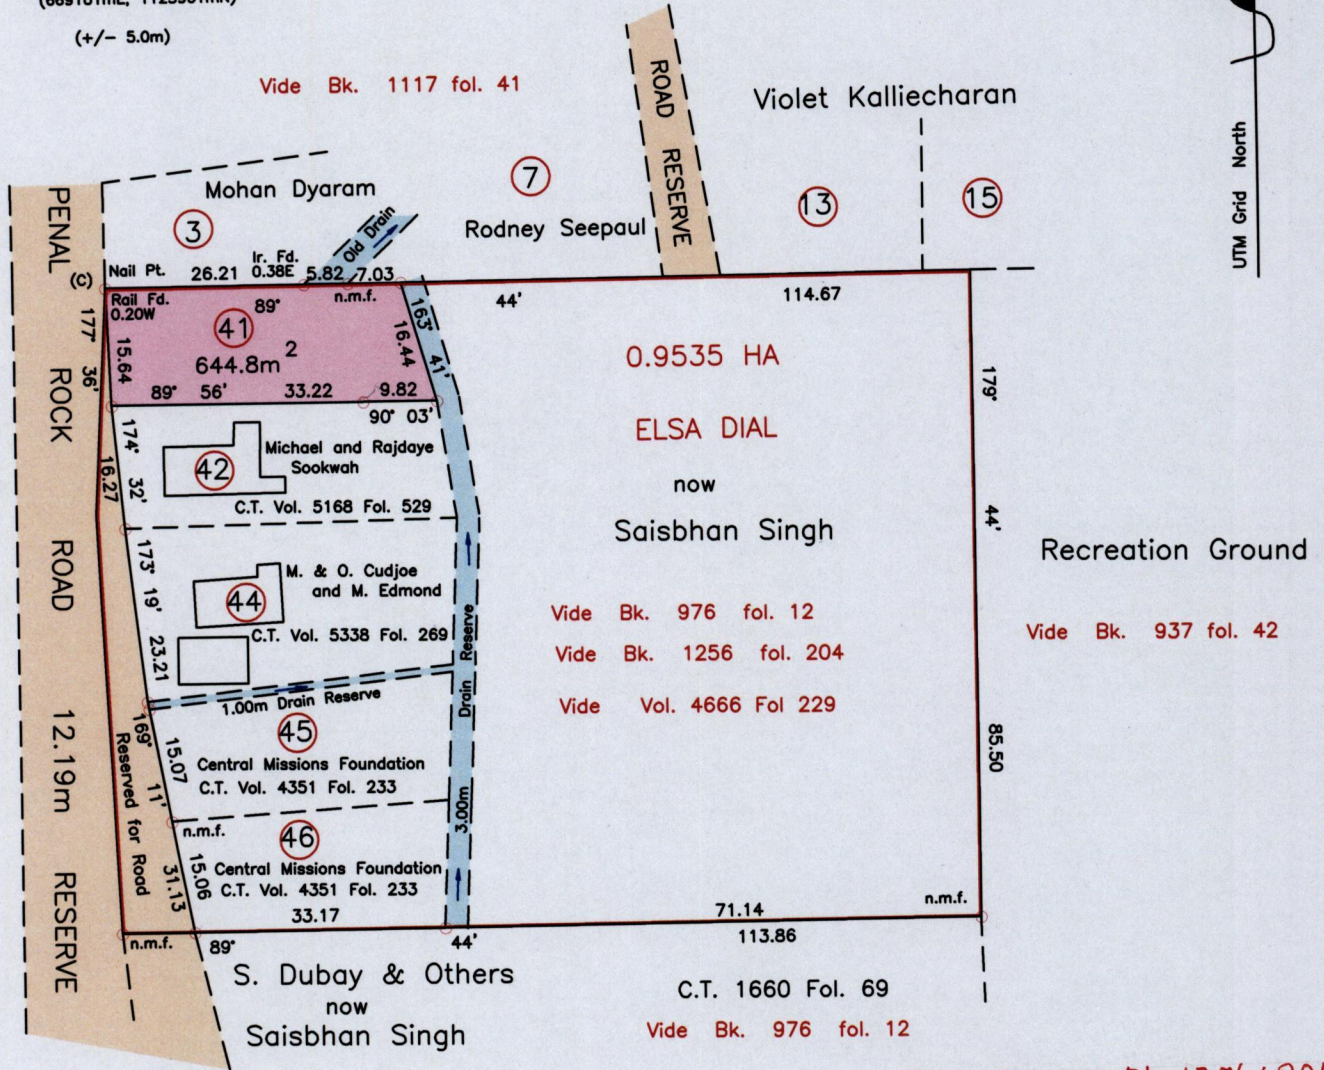 (+/- 5.0m)
Vide Bk. 1117 fol. 41
Violet Kalliecharan
UTM Grid North
ROAD RESERVE
7
13
15
Mohan Dyaram
3
Rodney Seepaul
Old Drain
Nail Pt. 26.21
Ir. Fd.
0.38E
5.82 7.03
n.m.f.
Rail Fd.
0.20W
89°
44'
114.67
41
644.8m2
15.64
16.44
163° 41'
89° 56' 33.22 9.82
90° 03'
177° 36'
PENAL ROCK ROAD 12.19m RESERVE
0.9535 HA
ELSA DIAL
now
Saisbhan Singh
179° 44'
85.50
42
Michael and Rajdaye
Sookwah
C.T. Vol. 5168 Fol. 529
174° 32'
16.27
Recreation Ground
Vide Bk. 937 fol. 42
44
M. & O. Cudjoe
and M. Edmond
C.T. Vol. 5338 Fol. 269
173° 19'
23.21
Vide Bk. 976 fol. 12
Vide Bk. 1256 fol. 204
Vide Vol. 4666 Fol 229
1.00m Drain Reserve
3.00m Drain Reserve
45
Central Missions Foundation
C.T. Vol. 4351 Fol. 233
169° 11'
15.07
Reserved for Road
n.m.f.
46
Central Missions Foundation
C.T. Vol. 4351 Fol. 233
15.06
31.13
33.17
71.14
n.m.f.
n.m.f.
89°
44'
113.86
S. Dubay & Others
now
Saisbhan Singh
C.T. 1660 Fol. 69
Vide Bk. 976 fol. 12